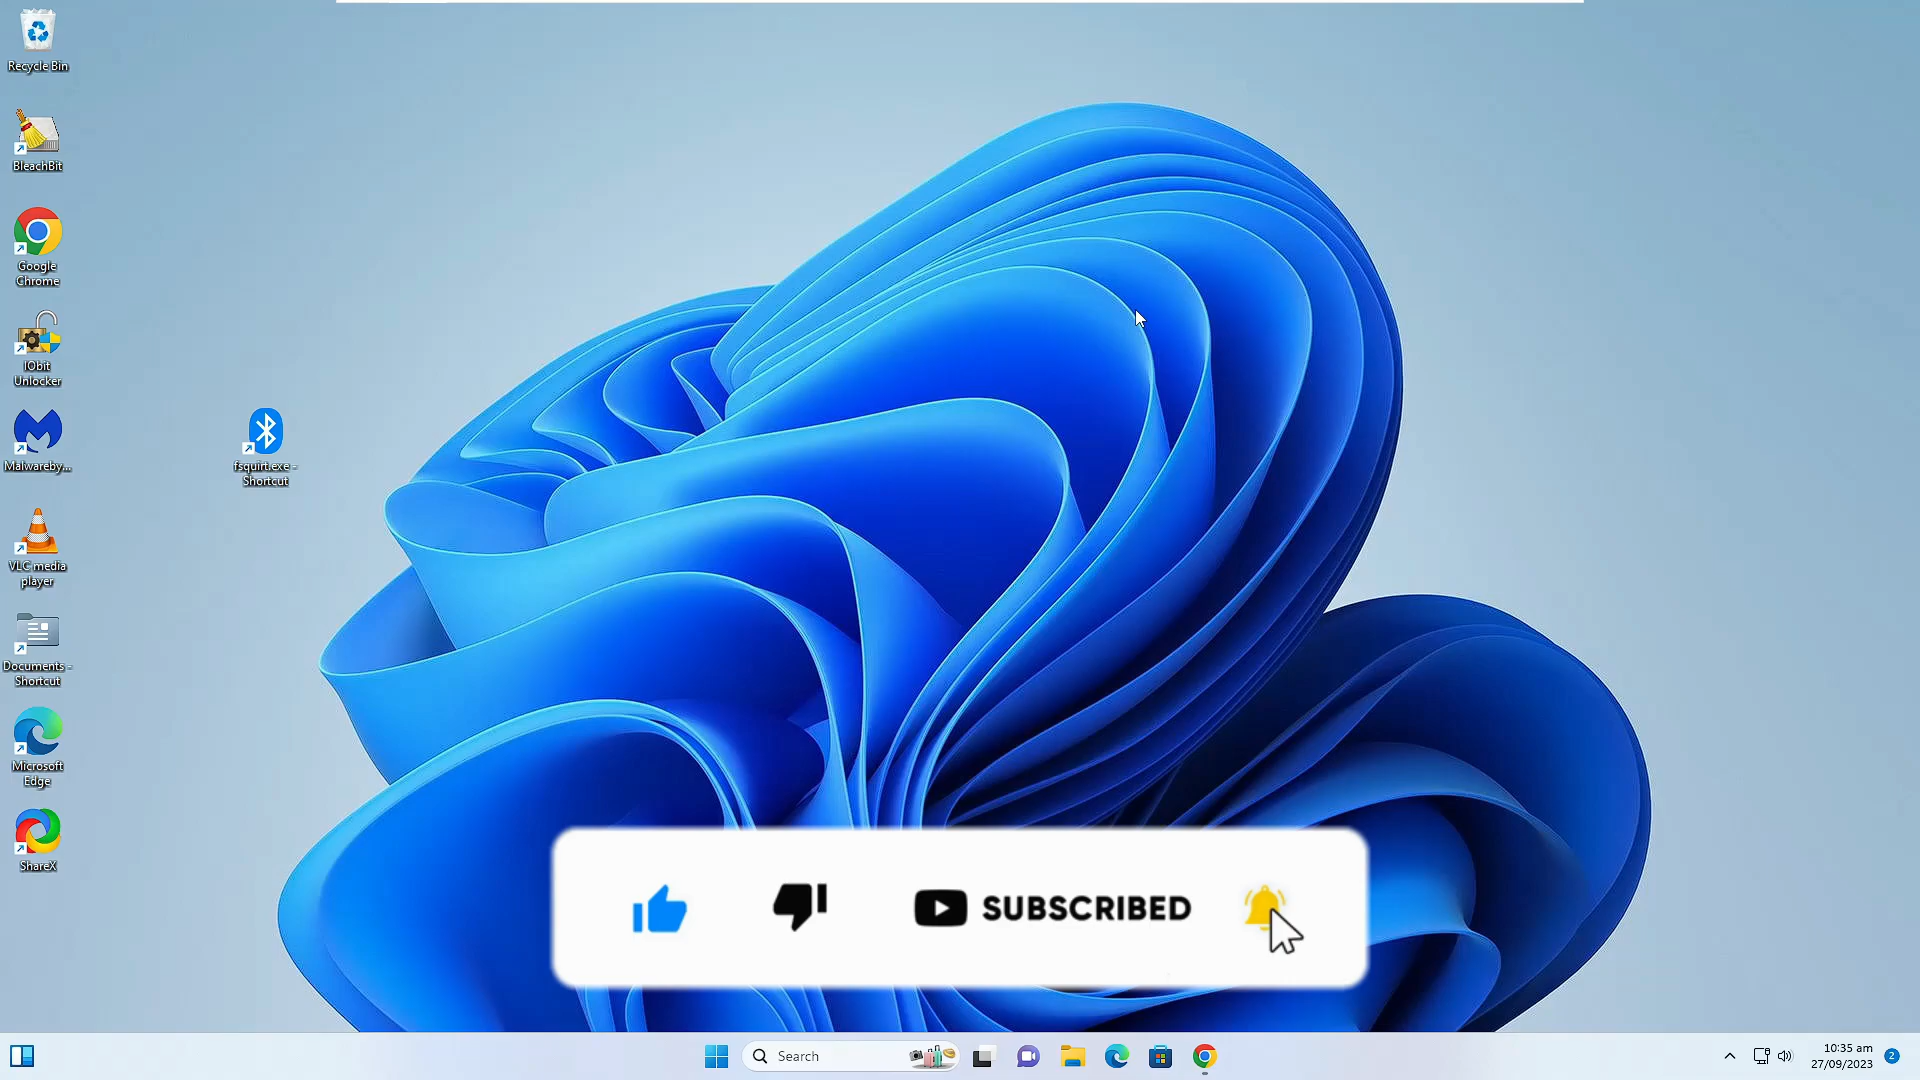 Recycle Bin
BleachBit
Google
Chrome
IObit
Unlocker
Malwareby...
fsquirt.exe -
Shortcut
VLC media
player
Documents -
Shortcut
Microsoft
Edge
ShareX
SUBSCRIBED
Search
10:35 am
27/09/2023
2